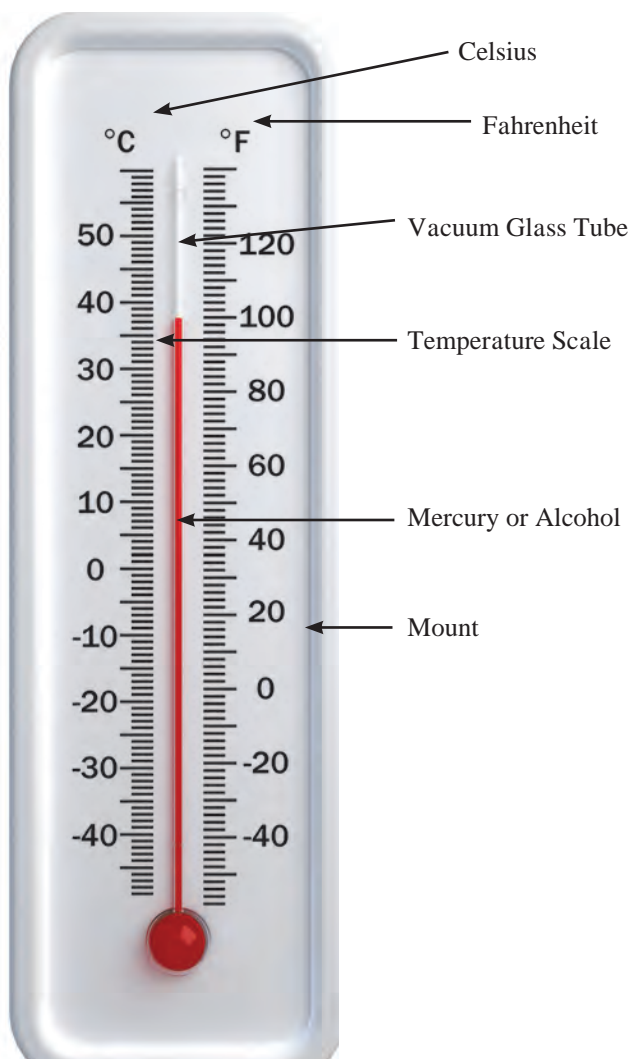 Celsius
°C
°F
Fahrenheit
50
120
Vacuum Glass Tube
40
100
Temperature Scale
30
80
20
60
10
Mercury or Alcohol
40
0
20
Mount
-10
0
-20
-20
-30
-40
-40